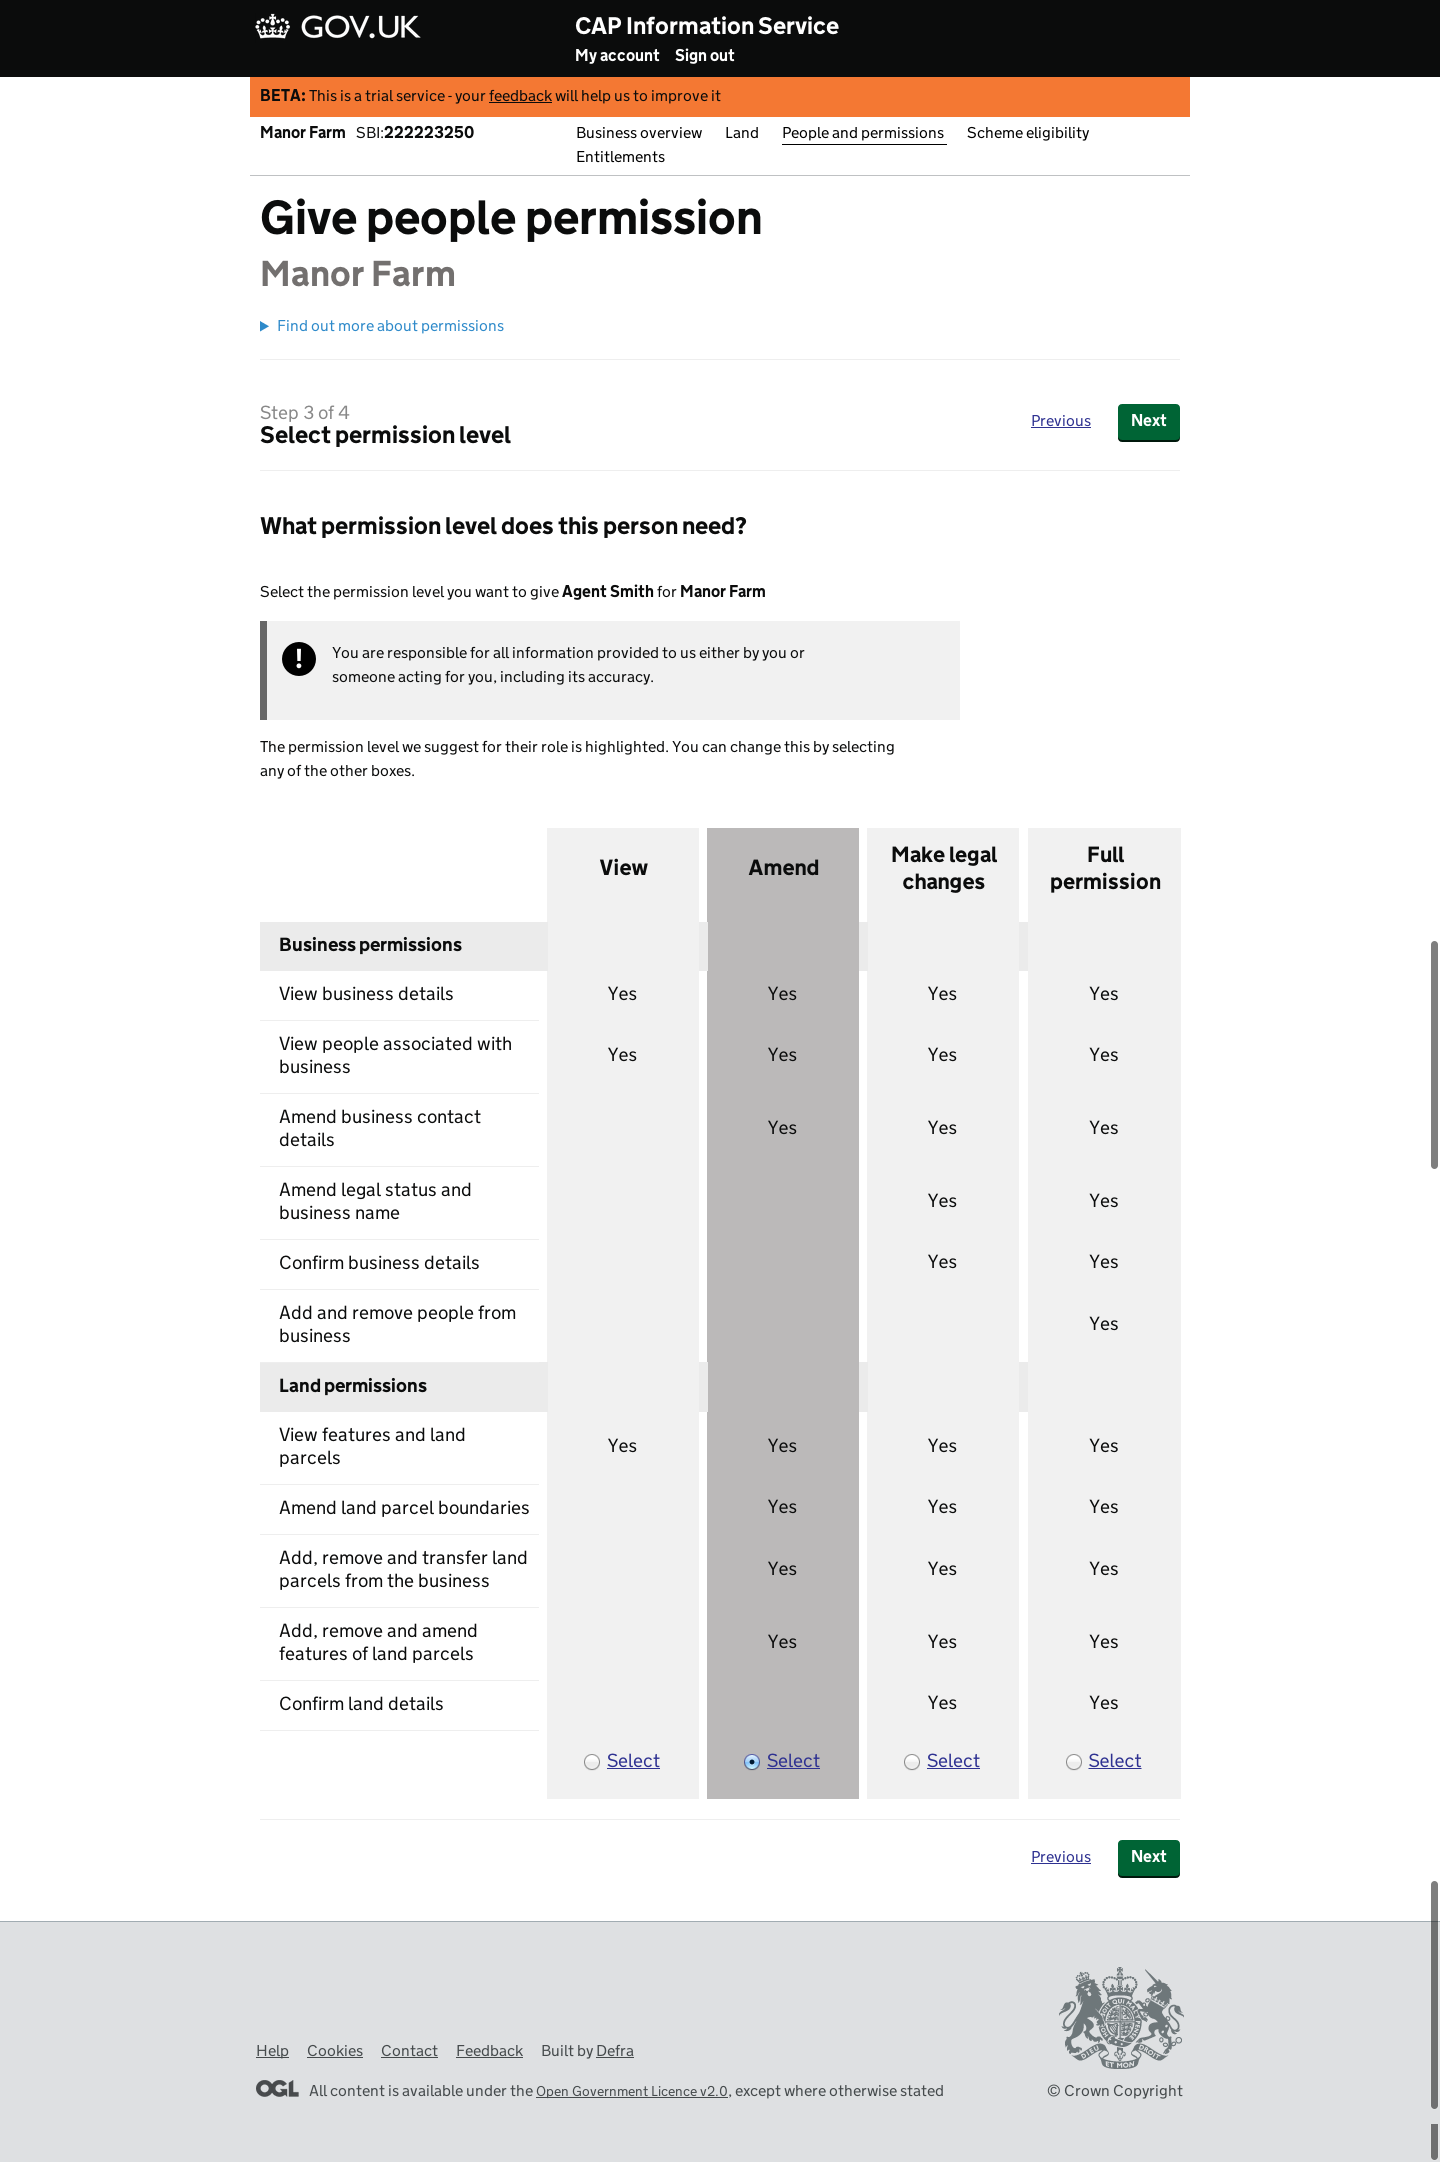 GOV.UK
CAP Information Service
My account Sign out
BETA: This is a trial service - your feedback will help us to improve it
Manor Farm SBI:222223250
Business overview Land People and permissions Scheme eligibility
Entitlements
Give people permission
Manor Farm
Find out more about permissions
Step 3 of 4
Select permission level
Previous Next
What permission level does this person need?
Select the permission level you want to give Agent Smith for Manor Farm
You are responsible for all information provided to us either by you or
someone acting for you, including its accuracy.
The permission level we suggest for their role is highlighted. You can change this by selecting
any of the other boxes.
View
Amend
Make legal
changes
Full
permission
Business permissions
View business details Yes Yes Yes Yes
View people associated with
business
Yes Yes Yes Yes
Amend business contact
details
Yes Yes Yes
Amend legal status and
business name
Yes Yes
Confirm business details Yes Yes
Add and remove people from
business
Yes
Land permissions
View features and land
parcels
Yes Yes Yes Yes
Amend land parcel boundaries Yes Yes Yes
Add, remove and transfer land
parcels from the business
Yes Yes Yes
Add, remove and amend
features of land parcels
Yes Yes Yes
Confirm land details Yes Yes
Select Select Select Select
Previous Next
Help Cookies Contact Feedback Built by Defra
OGL All content is available under the Open Government Licence v2.0, except where otherwise stated
© Crown Copyright